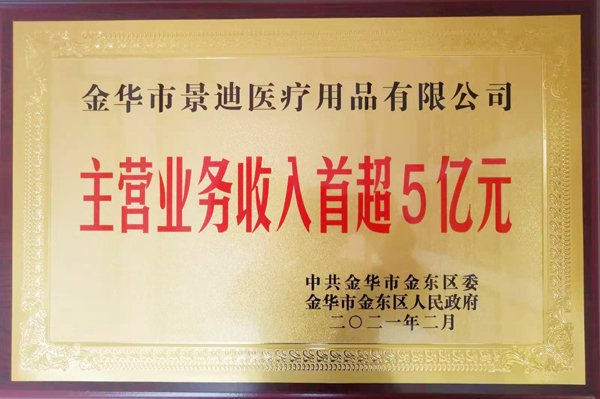 金华市景迪医疗用品有限公司
主营业务收入首超5亿元
中共金华市金东区委
金华市金东区人民政府
二〇二一年二月